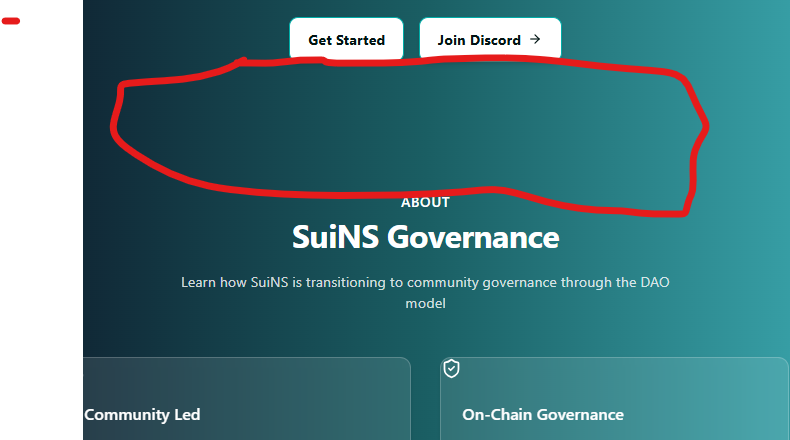 Get Started
Join Discord →
ABOUT
SuiNS Governance
Learn how SuiNS is transitioning to community governance through the DAO
model
Community Led
On-Chain Governance